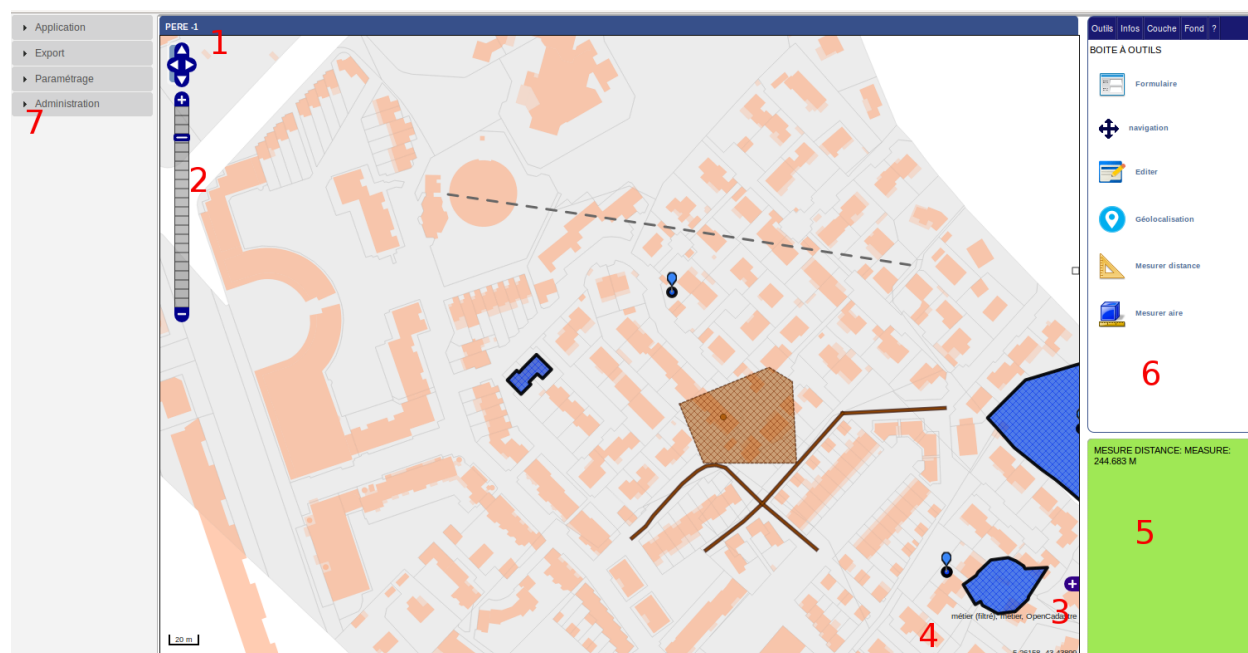 Application
Export
Paramétrage
Administration
7
PERE -1
1
2
20 m
métier (filtré), métier, OpenCadastre
3
4
Outils Infos Couche Fond ?
BOITE À OUTILS
Formulaire
navigation
Editer
Géolocalisation
Mesurer distance
Mesurer aire
6
MESURE DISTANCE: MEASURE:
244.683 M
5